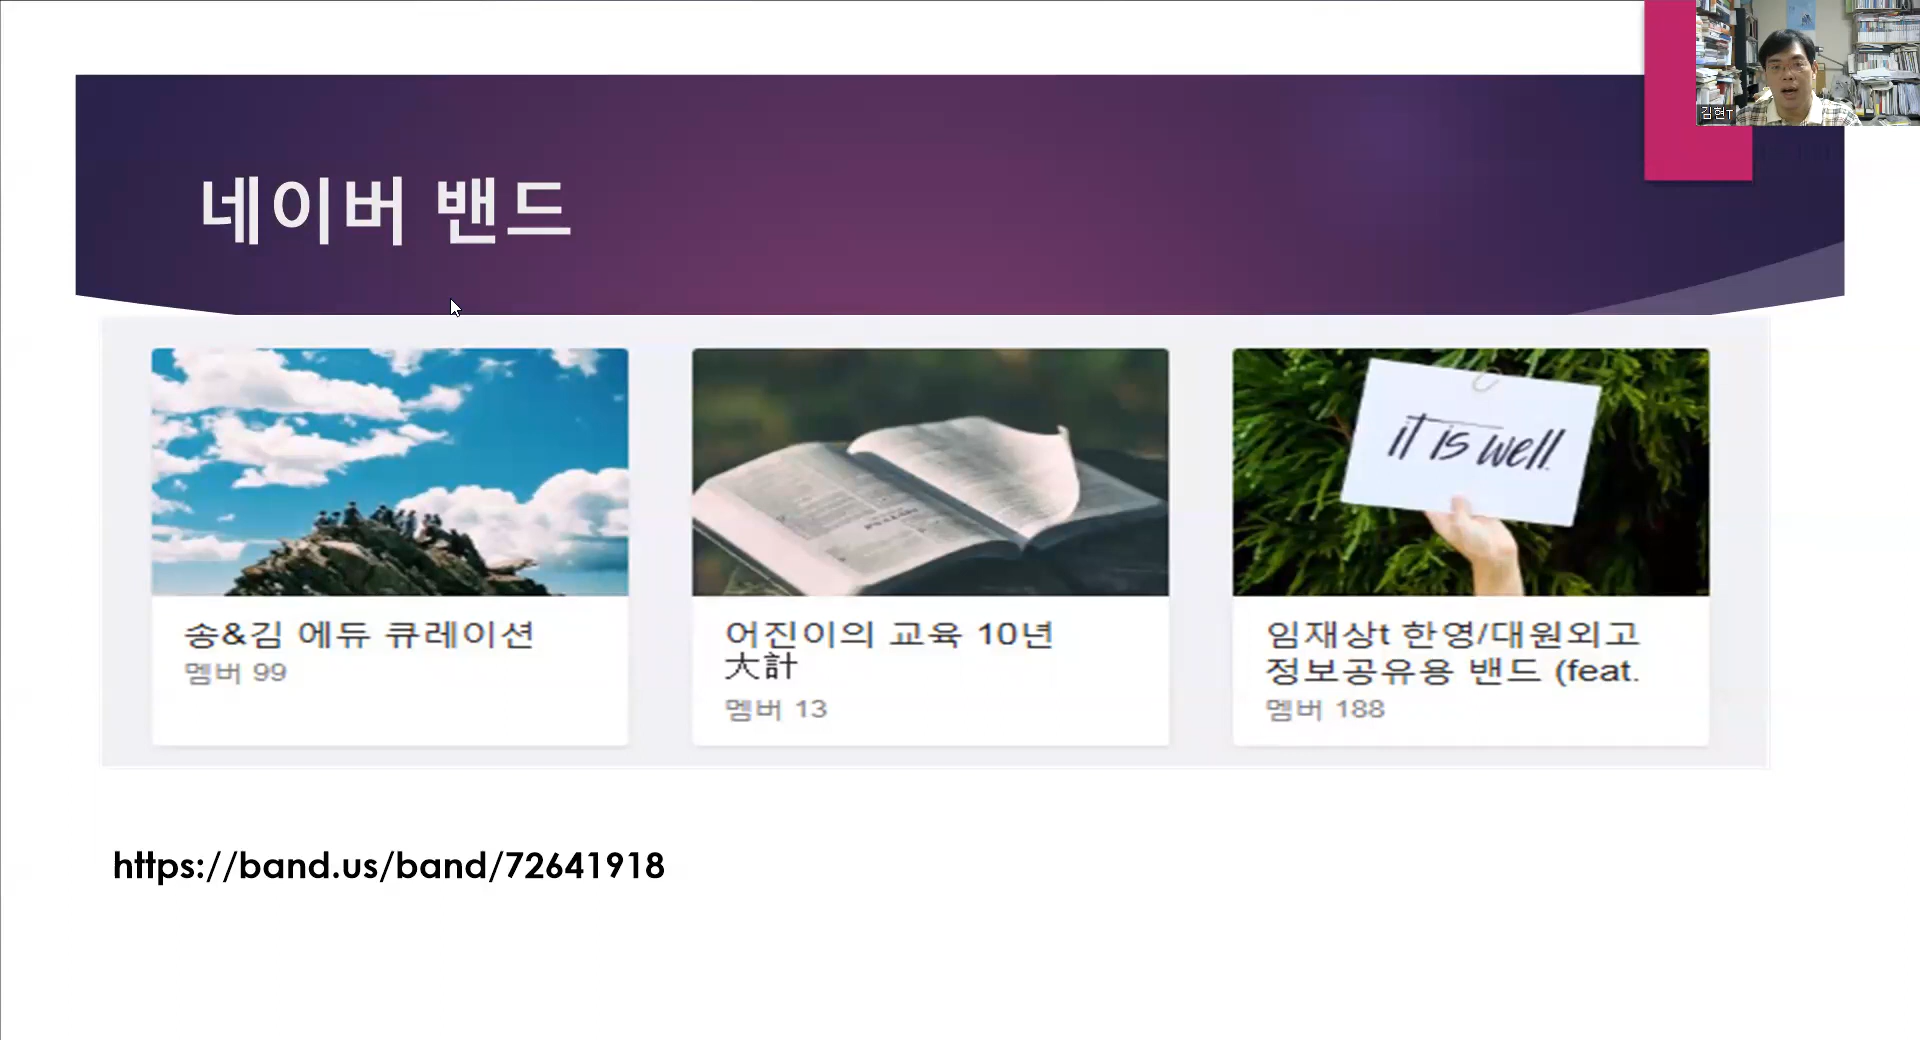 김현T
네이버 밴드
it is well.
송&김 에듀 큐레이션
멤버 99
어진이의 교육 10년
大計
멤버 13
임재상t 한영/대원외고
정보공유용 밴드 (feat.
멤버 188
https://band.us/band/72641918